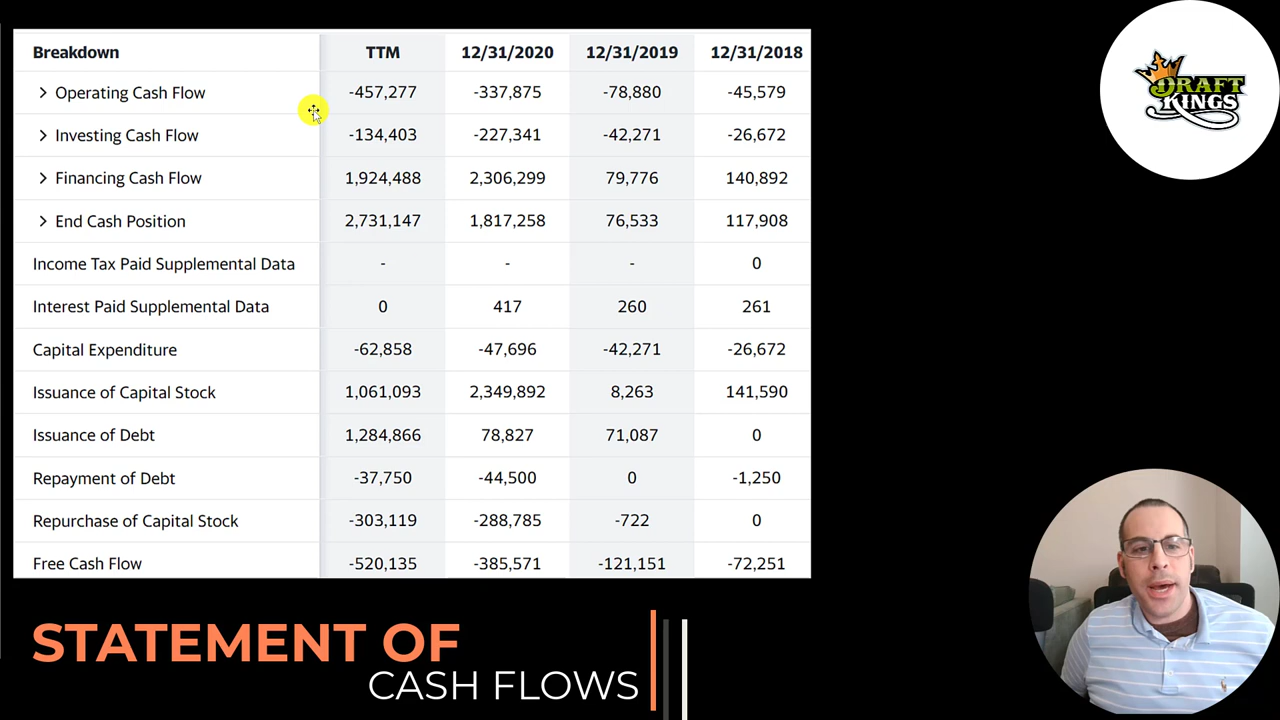 Breakdown TTM 12/31/2020 12/31/2019 12/31/2018
Operating Cash Flow -457,277 -337,875 -78,880 -45,579
Investing Cash Flow -134,403 -227,341 -42,271 -26,672
Financing Cash Flow 1,924,488 2,306,299 79,776 140,892
End Cash Position 2,731,147 1,817,258 76,533 117,908
Income Tax Paid Supplemental Data - - - 0
Interest Paid Supplemental Data 0 417 260 261
Capital Expenditure -62,858 -47,696 -42,271 -26,672
Issuance of Capital Stock 1,061,093 2,349,892 8,263 141,590
Issuance of Debt 1,284,866 78,827 71,087 0
Repayment of Debt -37,750 -44,500 0 -1,250
Repurchase of Capital Stock -303,119 -288,785 -722 0
Free Cash Flow -520,135 -385,571 -121,151 -72,251
DRAFT
KINGS
STATEMENT OF
CASH FLOWS